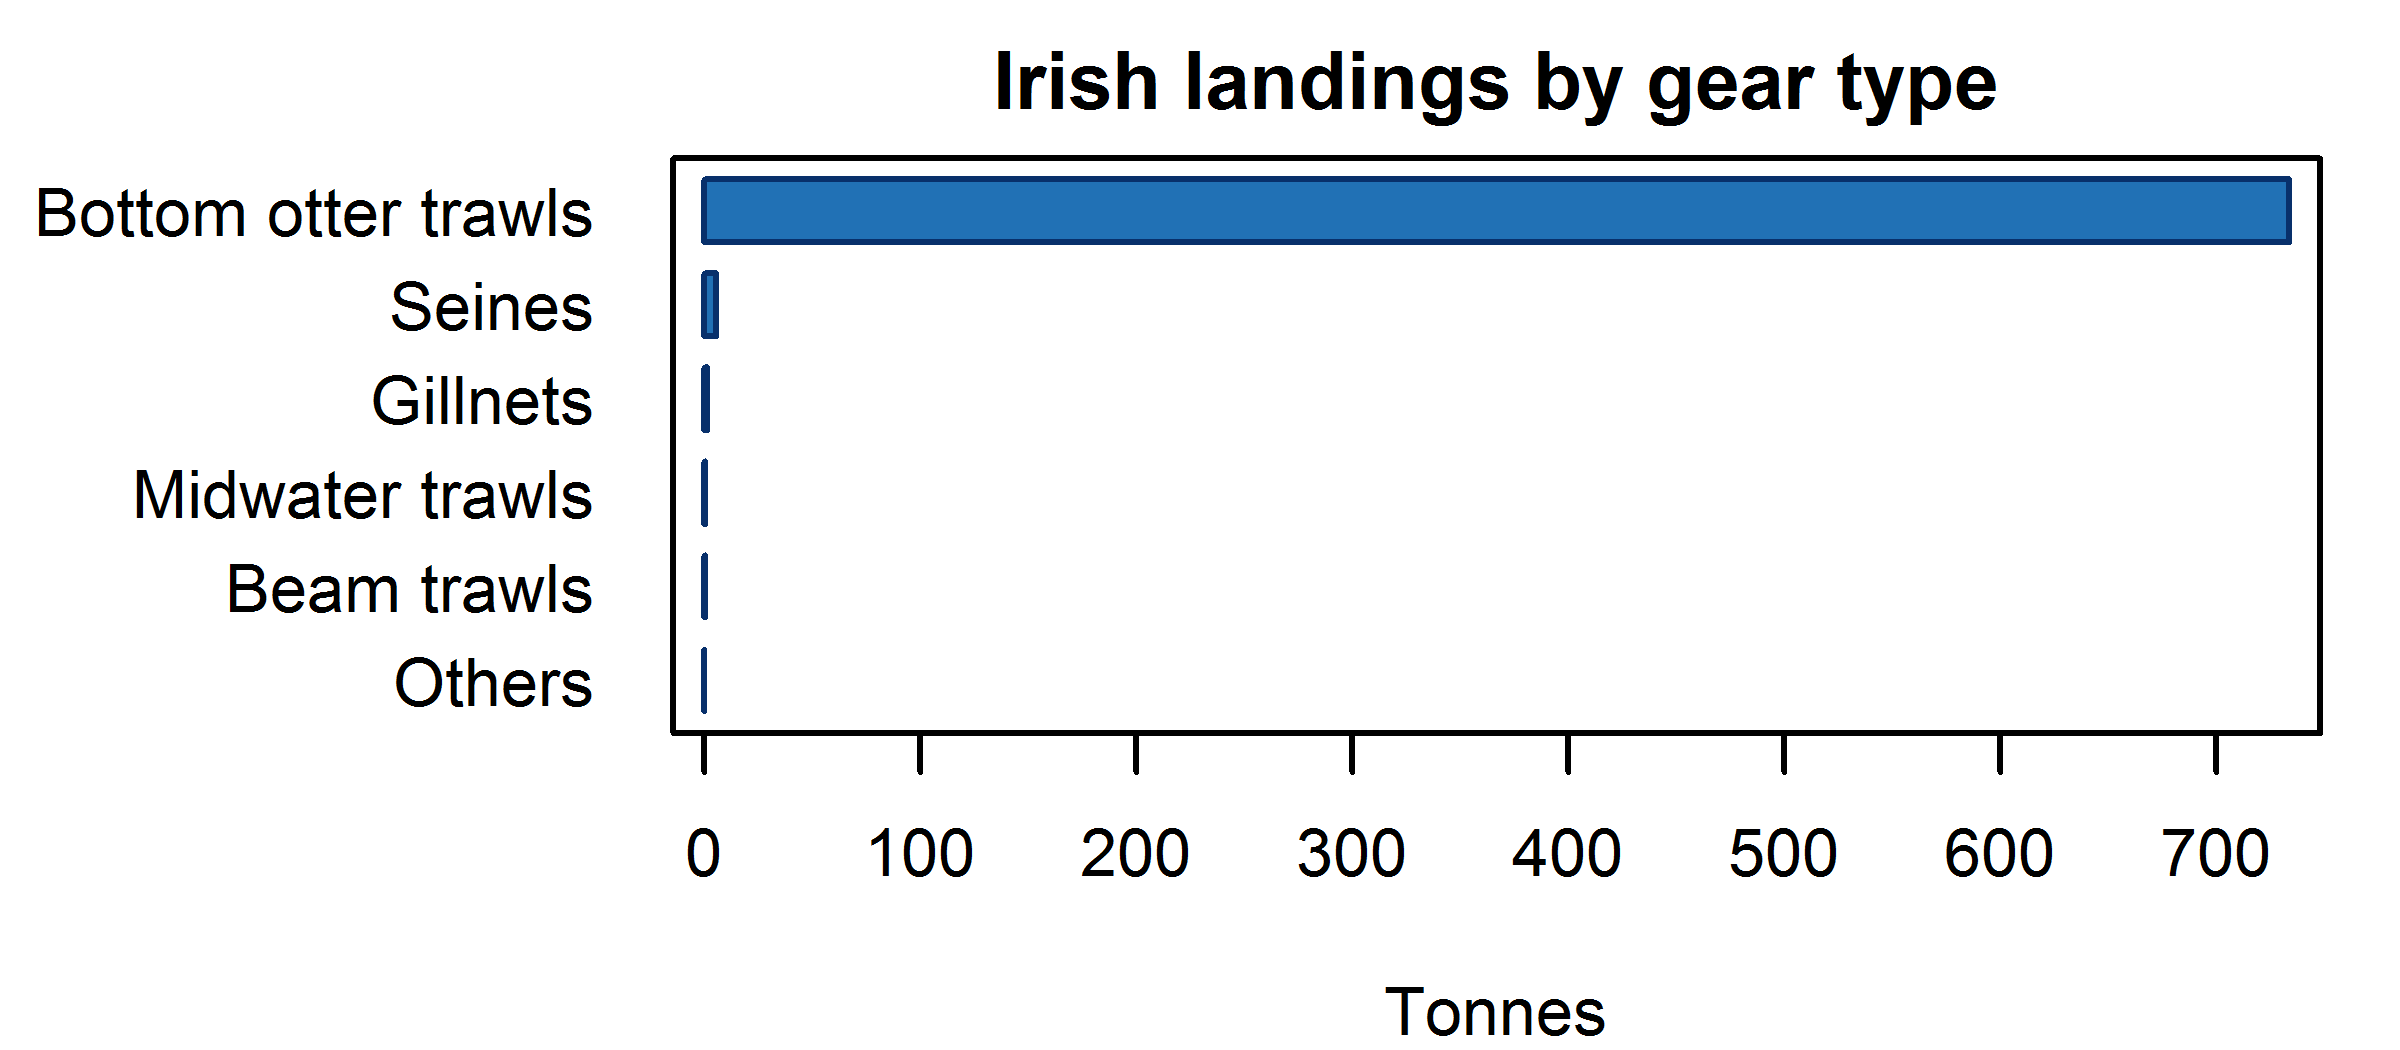 Irish landings by gear type
Bottom otter trawls
Seines
Gillnets
Midwater trawls
Beam trawls
Others
0 100 200 300 400 500 600 700
Tonnes